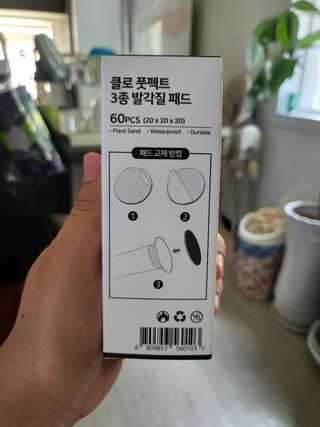 클로 풋펙트
3종 발각질 패드
60PCS (20 x 20 x 20)
• Plant Sand • Waterproof • Durable
패드 교체 방법
1
2
3
8 809853 560103